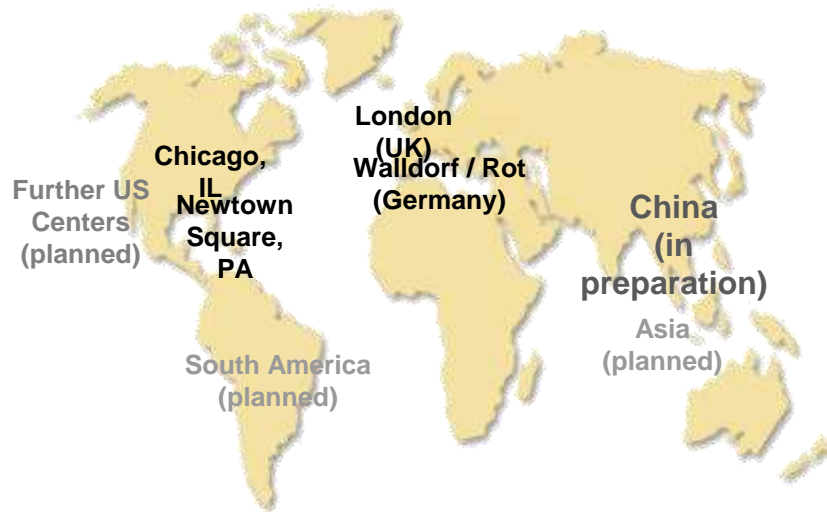 London
(UK)
Walldorf / Rot
(Germany)
Chicago,
IL
Newtown
Square,
PA
Further US
Centers
(planned)
China
(in
preparation)
Asia
(planned)
South America
(planned)